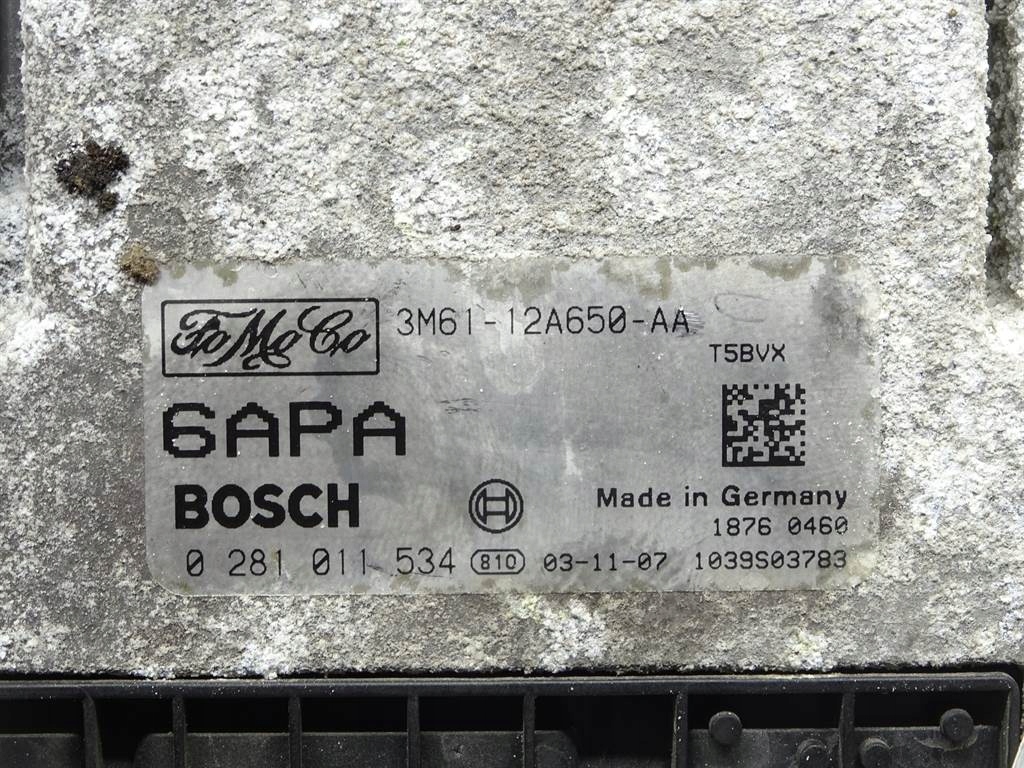 FoMoCo 3M61-12A650-AA
T5BVX
6APA
BOSCH Made in Germany
1876 0460
0 281 011 534 810 03-11-07 1039S03783